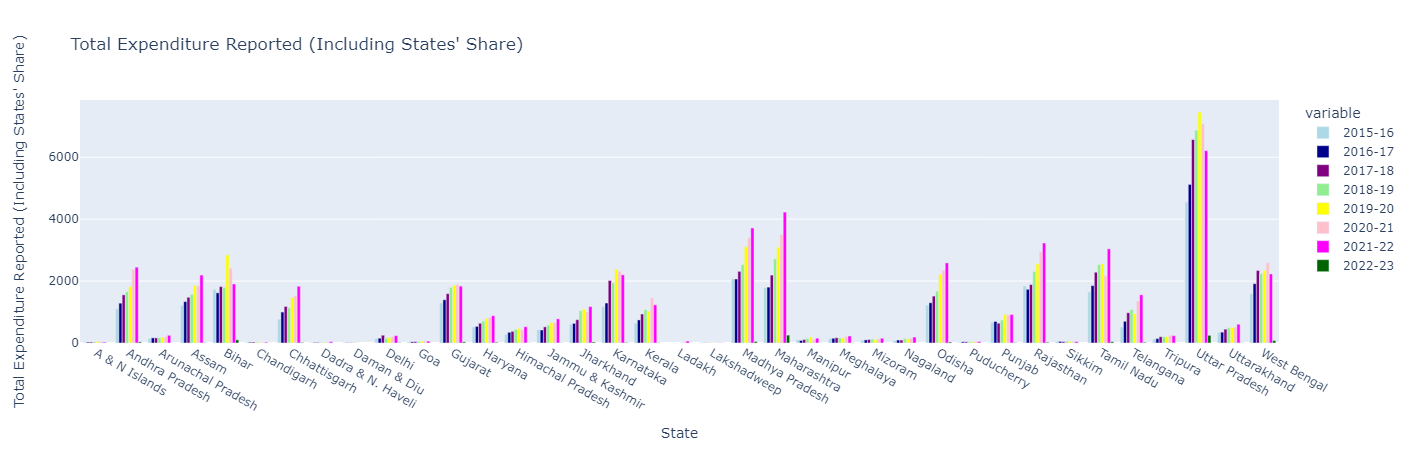 Total Expenditure Reported (Including States' Share)
Total Expenditure Reported (Including States' Share)
6000
4000
2000
0
variable
2015-16
2016-17
2017-18
2018-19
2019-20
2020-21
2021-22
2022-23
A & N Islands
Andhra Pradesh
Arunachal Pradesh
Assam
Bihar
Chandigarh
Chhattisgarh
Dadra & N. Haveli
Daman & Diu
Delhi
Goa
Gujarat
Haryana
Himachal Pradesh
Jammu & Kashmir
Jharkhand
Karnataka
Kerala
Ladakh
Lakshadweep
Madhya Pradesh
Maharashtra
Manipur
Meghalaya
Mizoram
Nagaland
Odisha
Puducherry
Punjab
Rajasthan
Sikkim
Tamil Nadu
Telangana
Tripura
Uttar Pradesh
Uttarakhand
West Bengal
State